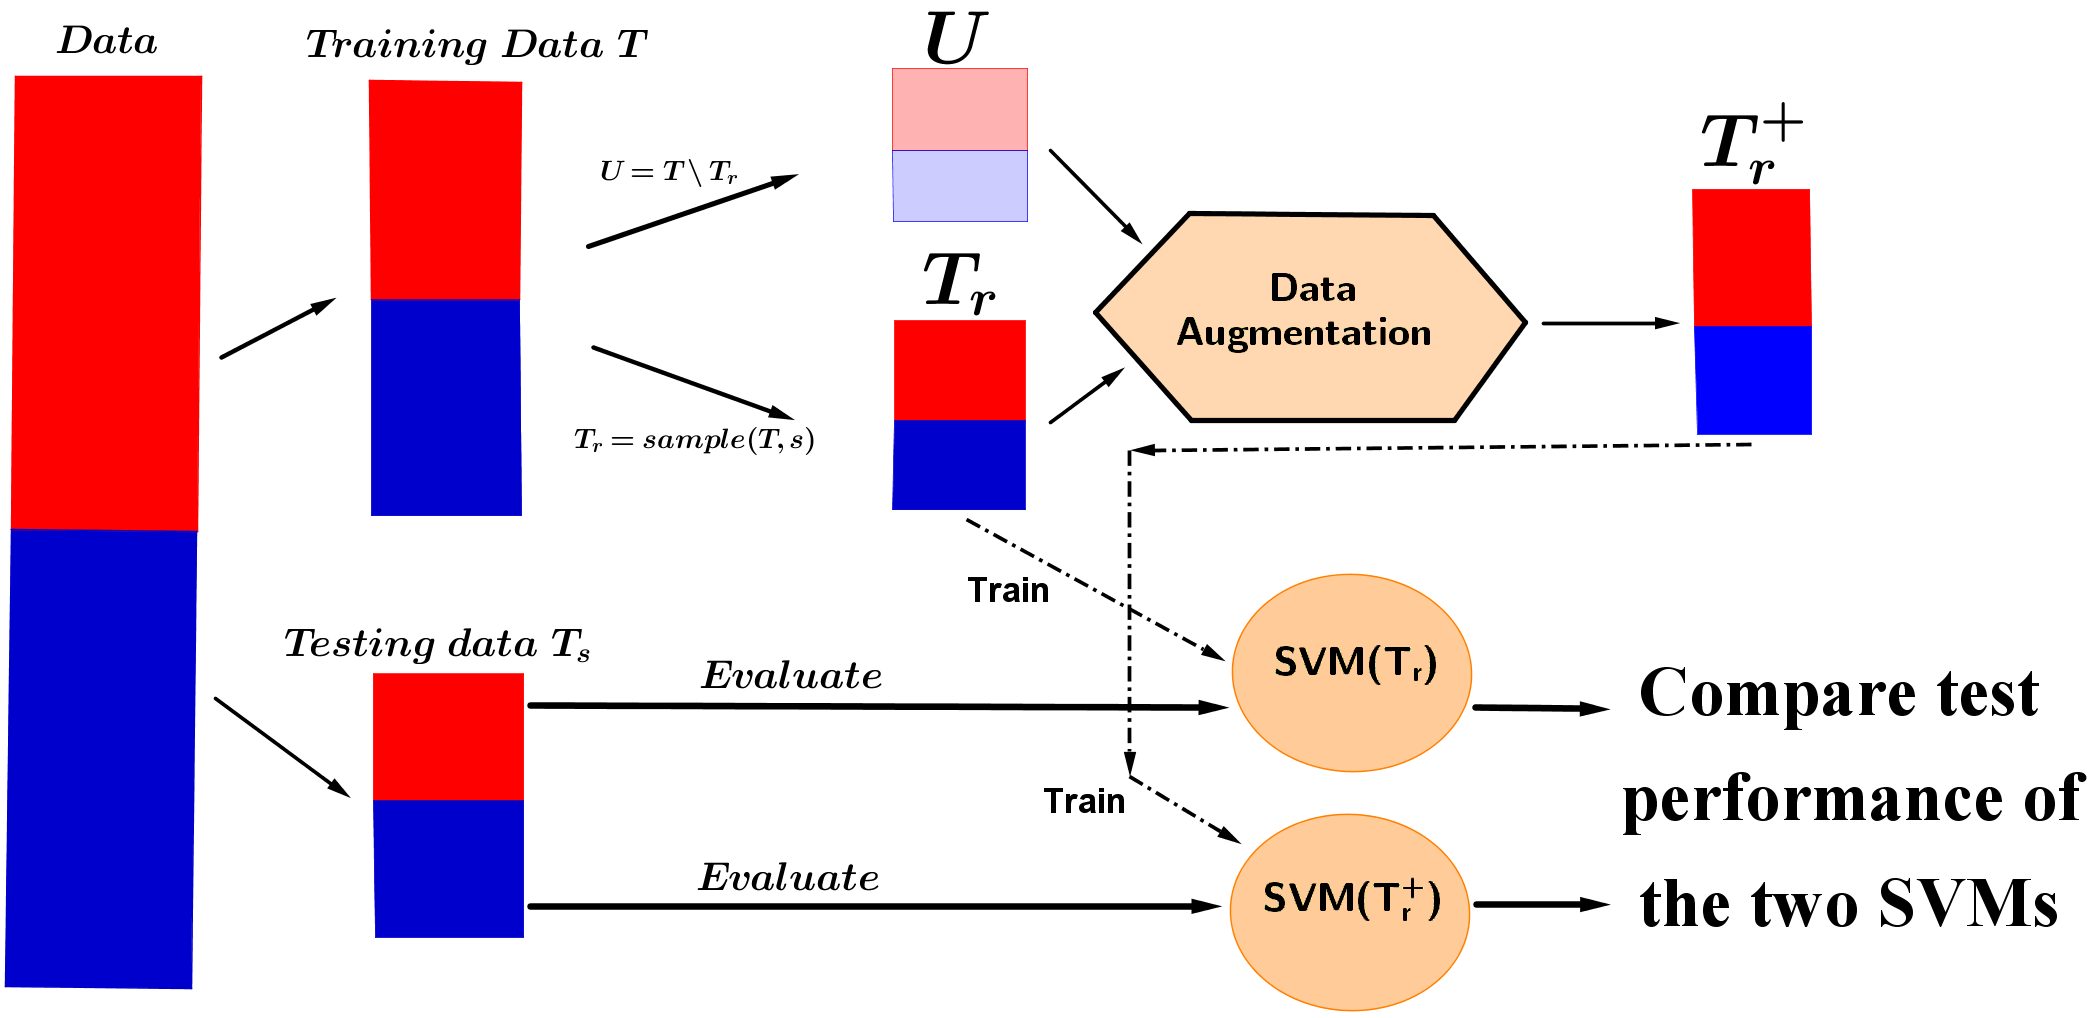 Data
Training Data T
U
U = T \ T_r
T_r^+
T_r
Data
Augmentation
T_r = sample(T, s)
Train
Testing data T_s
Evaluate
SVM(T_r)
Compare test
performance of
the two SVMs
Train
Evaluate
SVM(T_r^+)